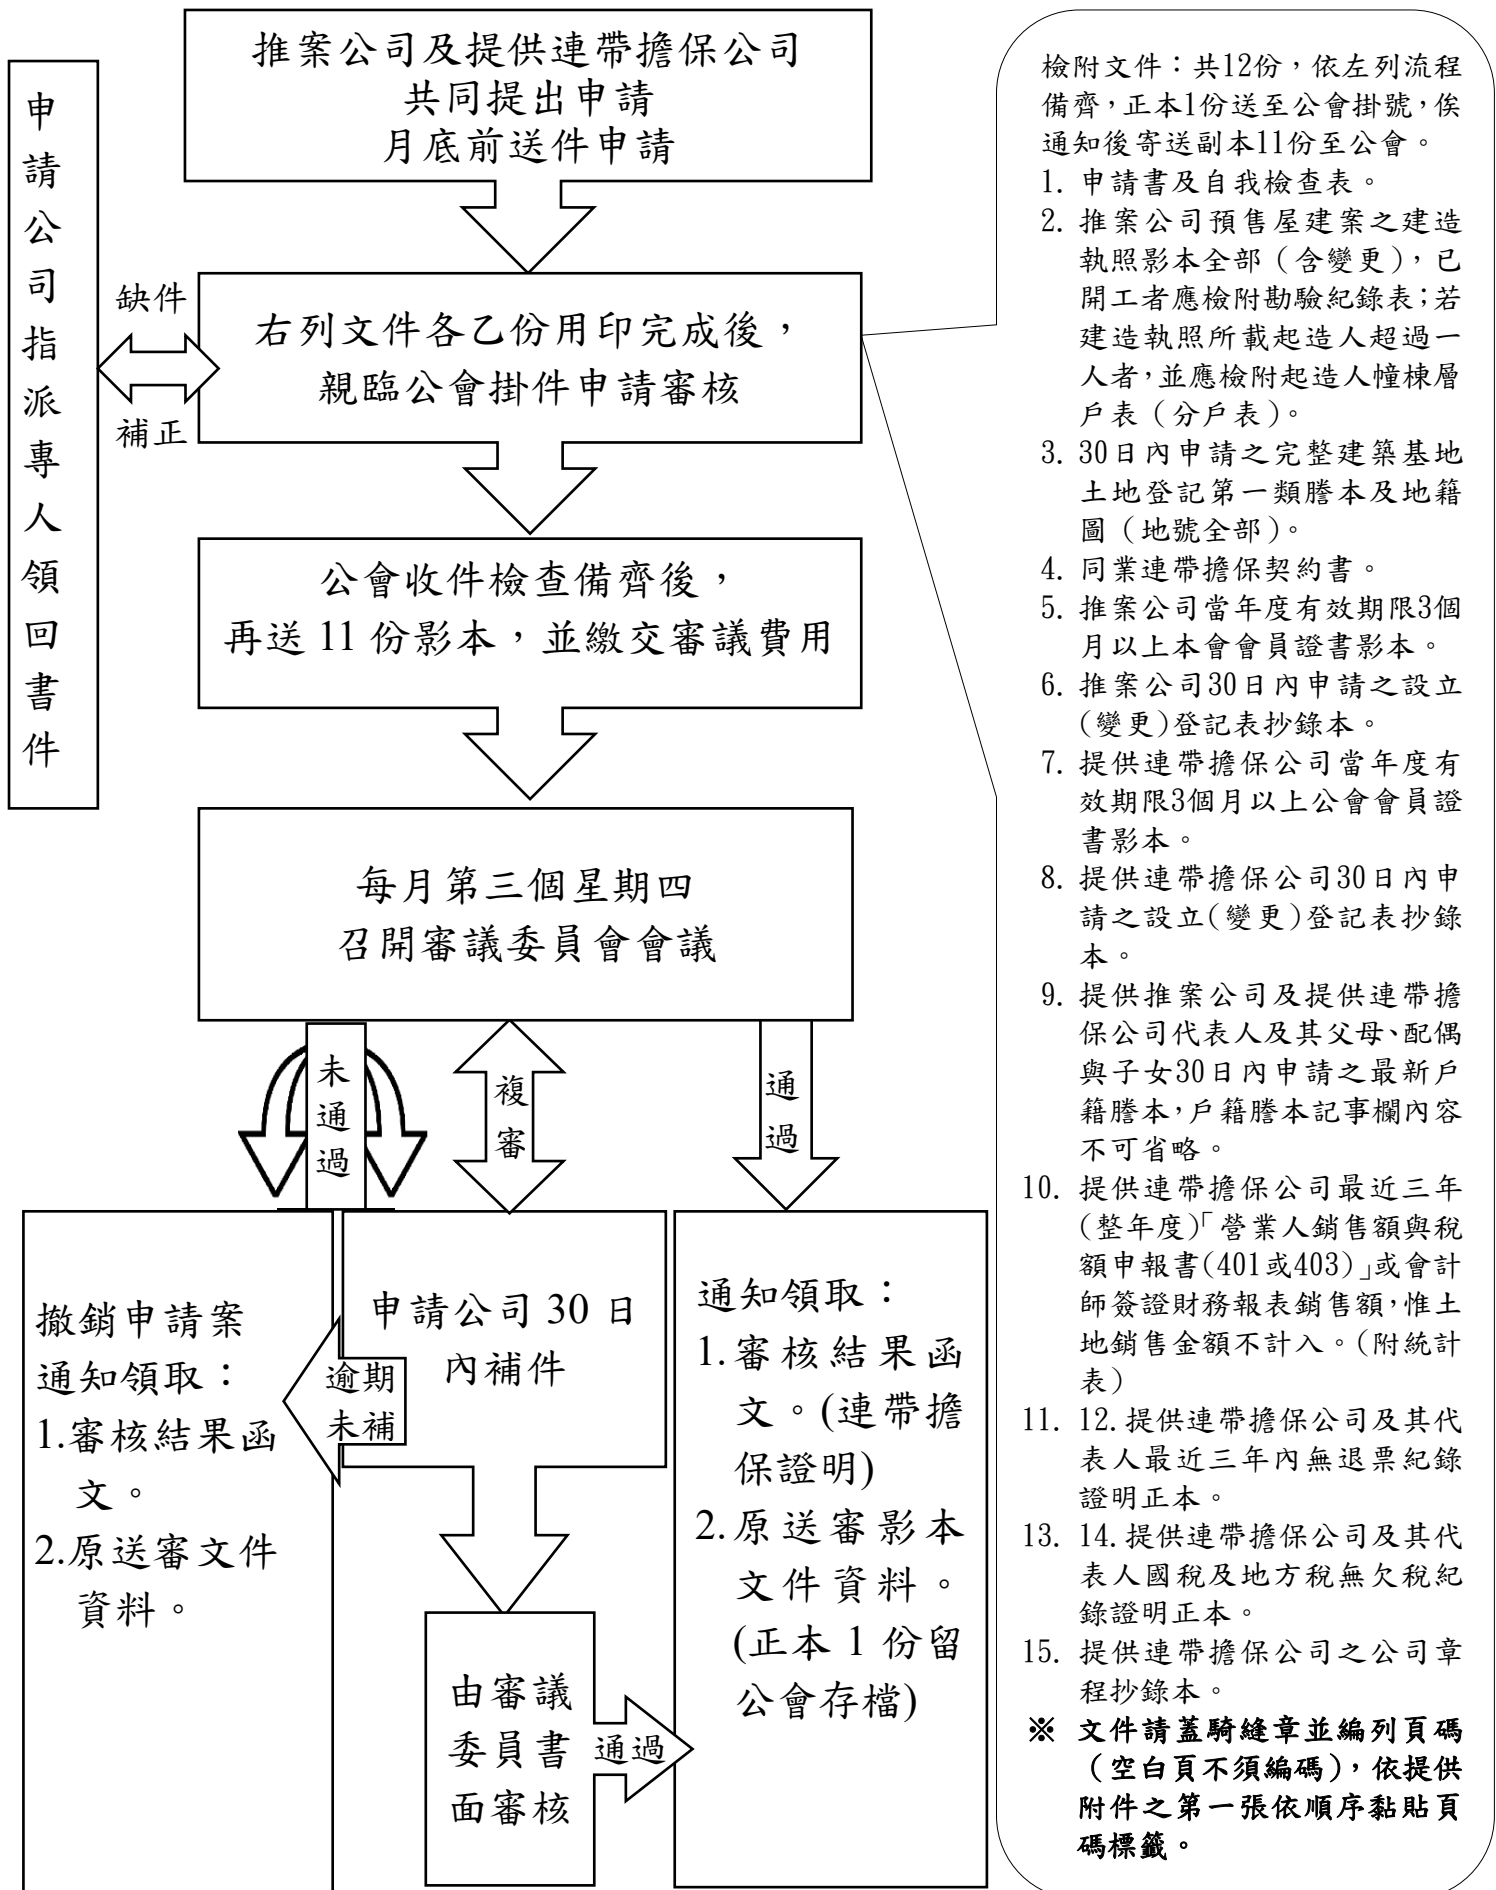 推案公司及提供連帶擔保公司
共同提出申請
月底前送件申請
申請公司指派專人領回書件
缺件
補正
右列文件各乙份用印完成後，
親臨公會掛件申請審核
公會收件檢查備齊後，
再送 11 份影本，並繳交審議費用
每月第三個星期四
召開審議委員會會議
未通過
複審
通過
撤銷申請案
通知領取：
1.審核結果函
文。
2.原送審文件
資料。
申請公司 30 日
內補件
逾期
未補
由審議
委員書
面審核
通過
通知領取：
1.審核結果函
文。(連帶擔
保證明)
2.原送審影本
文件資料。
(正本 1 份留
公會存檔)
檢附文件：共12份，依左列流程
備齊，正本1份送至公會掛號，俟
通知後寄送副本11份至公會。
1. 申請書及自我檢查表。
2. 推案公司預售屋建案之建造
執照影本全部（含變更），已
開工者應檢附勘驗紀錄表；若
建造執照所載起造人超過一
人者，並應檢附起造人幢棟層
戶表（分戶表）。
3. 30日內申請之完整建築基地
土地登記第一類謄本及地籍
圖（地號全部）。
4. 同業連帶擔保契約書。
5. 推案公司當年度有效期限3個
月以上本會會員證書影本。
6. 推案公司30日內申請之設立
(變更)登記表抄錄本。
7. 提供連帶擔保公司當年度有
效期限3個月以上公會會員證
書影本。
8. 提供連帶擔保公司30日內申
請之設立(變更)登記表抄錄
本。
9. 提供推案公司及提供連帶擔
保公司代表人及其父母、配偶
與子女30日內申請之最新戶
籍謄本，戶籍謄本記事欄內容
不可省略。
10. 提供連帶擔保公司最近三年
(整年度)「營業人銷售額與稅
額申報書(401或403)」或會計
師簽證財務報表銷售額，惟土
地銷售金額不計入。(附統計
表)
11. 12.提供連帶擔保公司及其代
表人最近三年內無退票紀錄
證明正本。
13. 14.提供連帶擔保公司及其代
表人國稅及地方稅無欠稅紀
錄證明正本。
15. 提供連帶擔保公司之公司章
程抄錄本。
※ 文件請蓋騎縫章並編列頁碼
（空白頁不須編碼），依提供
附件之第一張依順序黏貼頁
碼標籤。